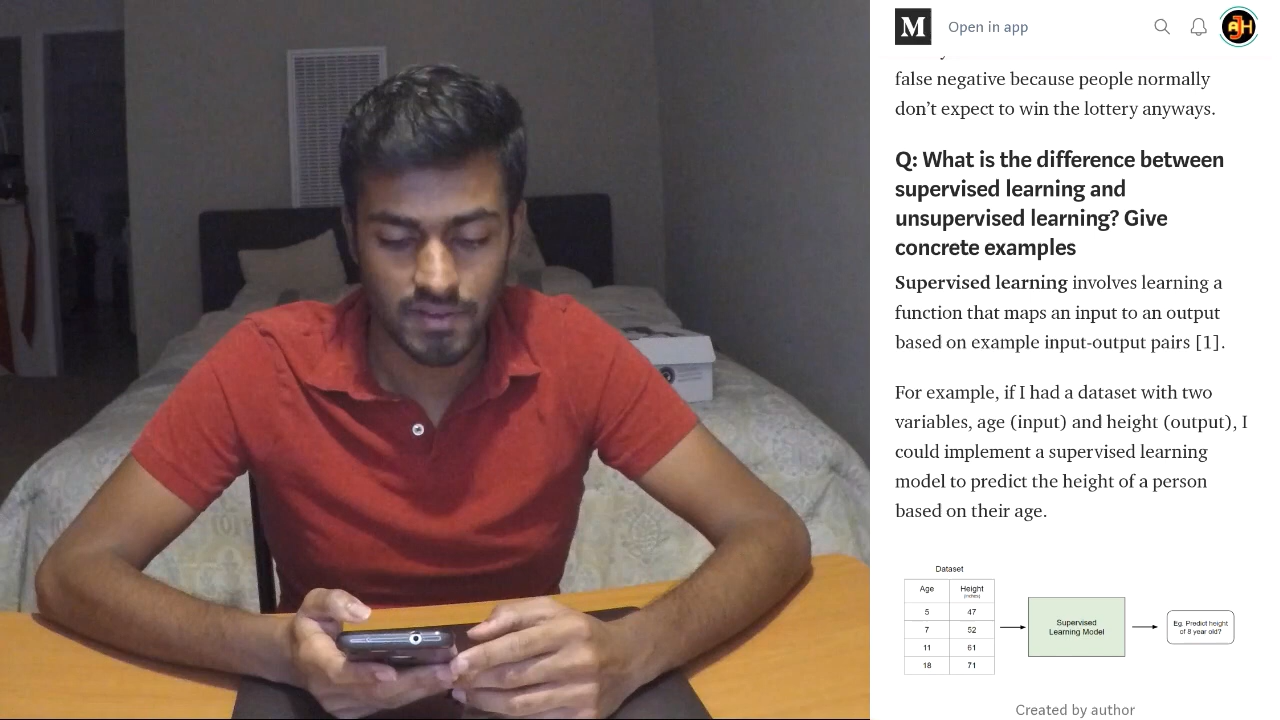 M Open in app
false negative because people normally
don’t expect to win the lottery anyways.
Q: What is the difference between
supervised learning and
unsupervised learning? Give
concrete examples
Supervised learning involves learning a
function that maps an input to an output
based on example input-output pairs [1].
For example, if I had a dataset with two
variables, age (input) and height (output), I
could implement a supervised learning
model to predict the height of a person
based on their age.
Dataset
Age Height
(inches)
5 47
7 52
11 61
18 71
Supervised
Learning Model
Eg. Predict height
of 8 year old?
Created by author